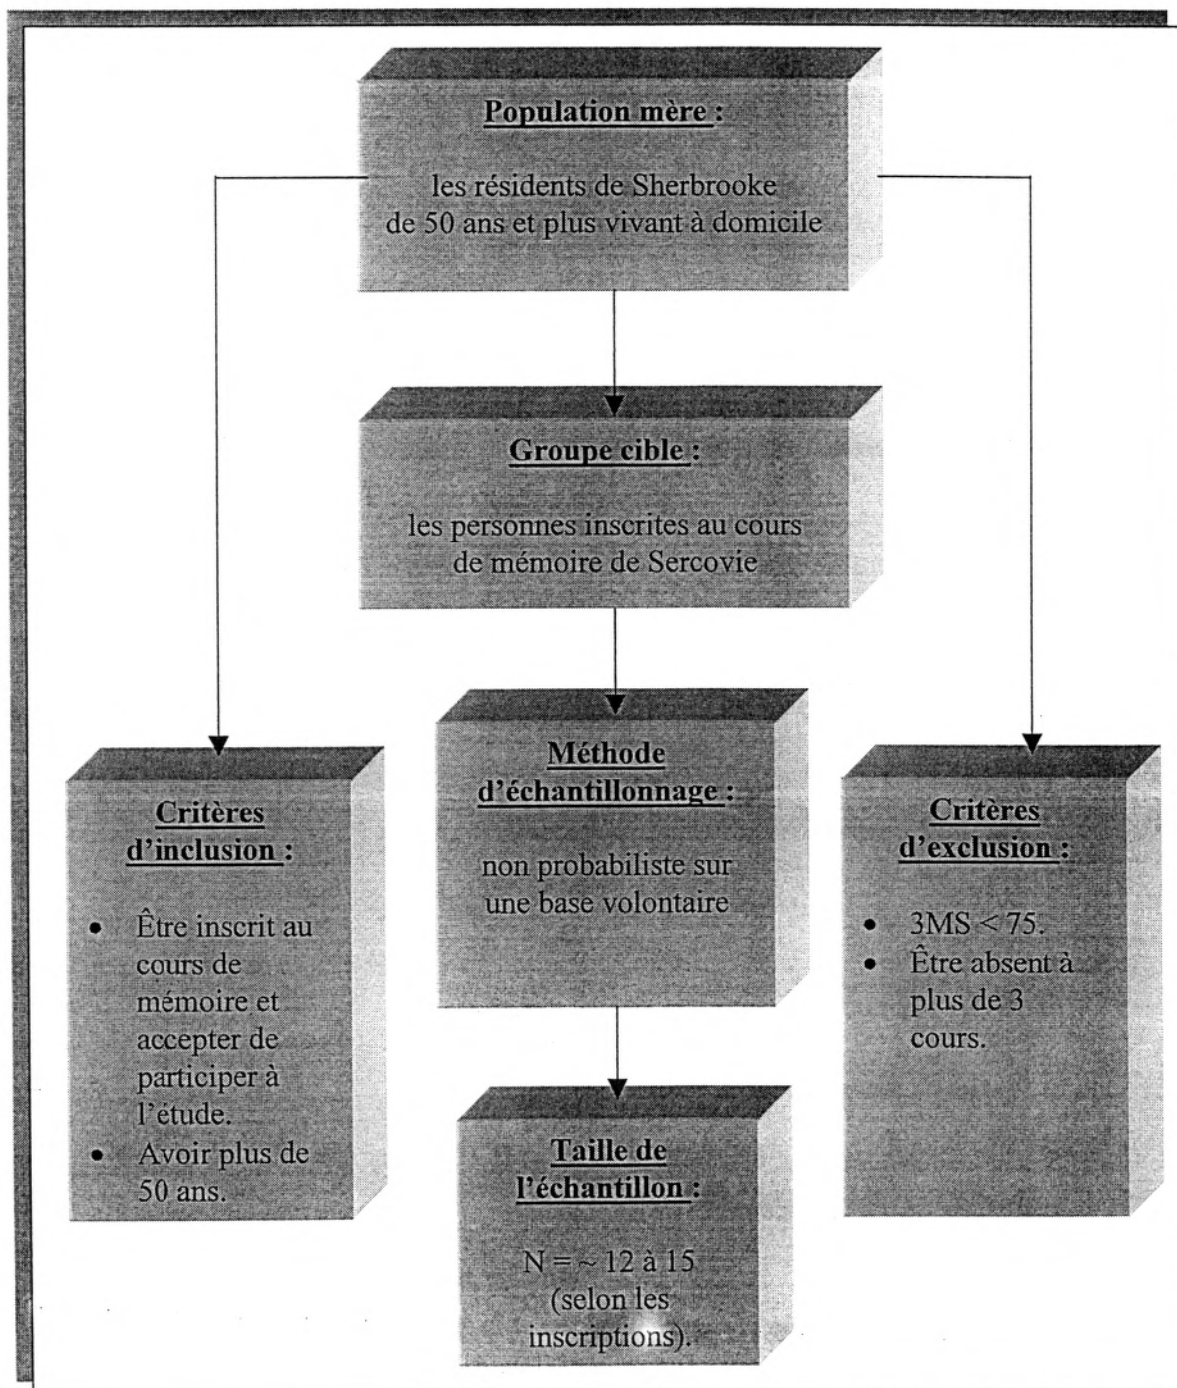 Population mère :
les résidents de Sherbrooke
de 50 ans et plus vivant à domicile
Groupe cible :
les personnes inscrites au cours
de mémoire de Sercovie
Critères
d'inclusion :
• Être inscrit au
cours de
mémoire et
accepter de
participer à
l'étude.
• Avoir plus de
50 ans.
Méthode
d'échantillonnage :
non probabiliste sur
une base volontaire
Critères
d'exclusion :
• 3MS < 75.
• Être absent à
plus de 3
cours.
Taille de
l'échantillon :
N = ~ 12 à 15
(selon les
inscriptions).